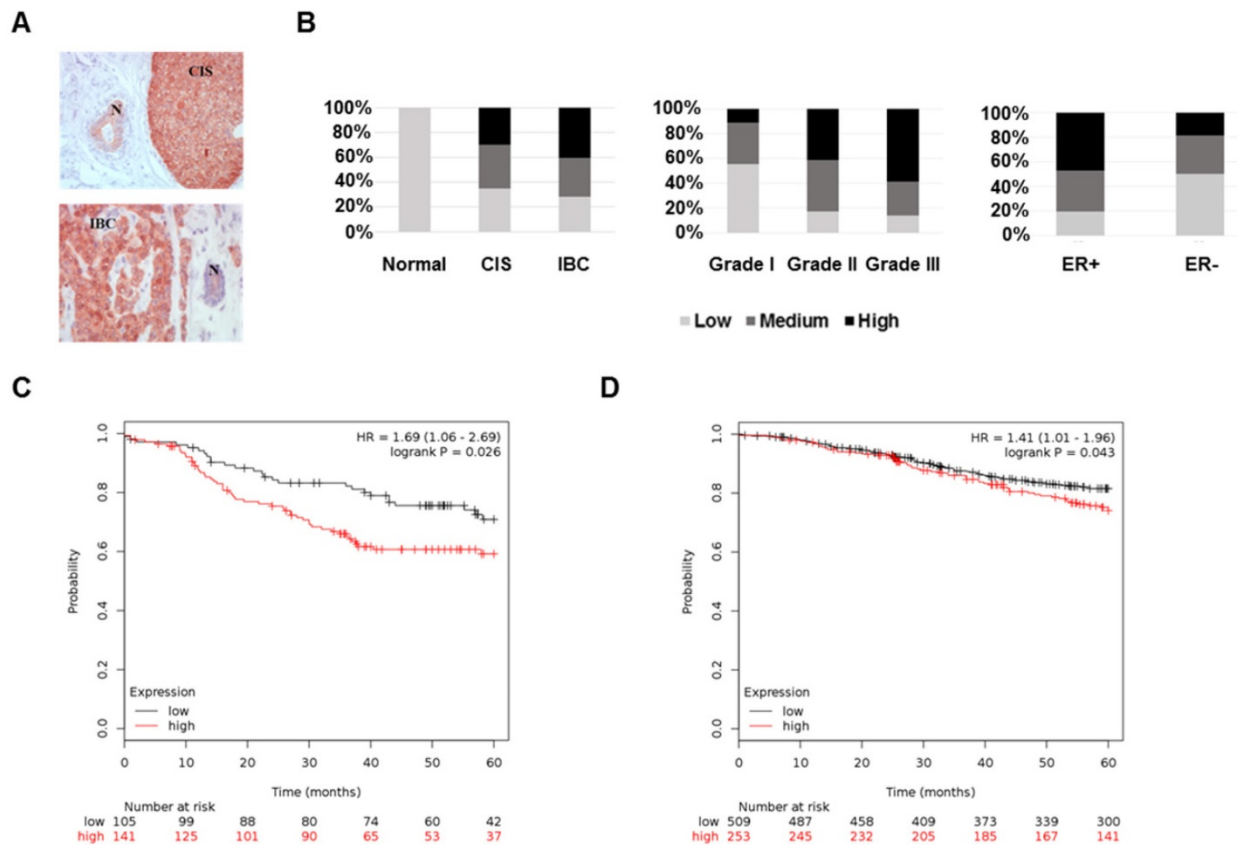 A
B
CIS
N
IBC
N
100%
80%
60%
40%
20%
0%
Normal CIS IBC
100%
80%
60%
40%
20%
0%
Grade I Grade II Grade III
100%
80%
60%
40%
20%
0%
ER+ ER-
Low Medium High
C
D
HR = 1.69 (1.06 - 2.69)
logrank P = 0.026
Probability
1.0
0.8
0.6
0.4
0.2
0.0
Expression
low
high
0 10 20 30 40 50 60
Time (months)
Number at risk
low 105 99 88 80 74 60 42
high 141 125 101 90 65 53 37
HR = 1.41 (1.01 - 1.96)
logrank P = 0.043
Probability
1.0
0.8
0.6
0.4
0.2
0.0
Expression
low
high
0 10 20 30 40 50 60
Time (months)
Number at risk
low 509 487 458 409 373 339 300
high 253 245 232 205 185 167 141